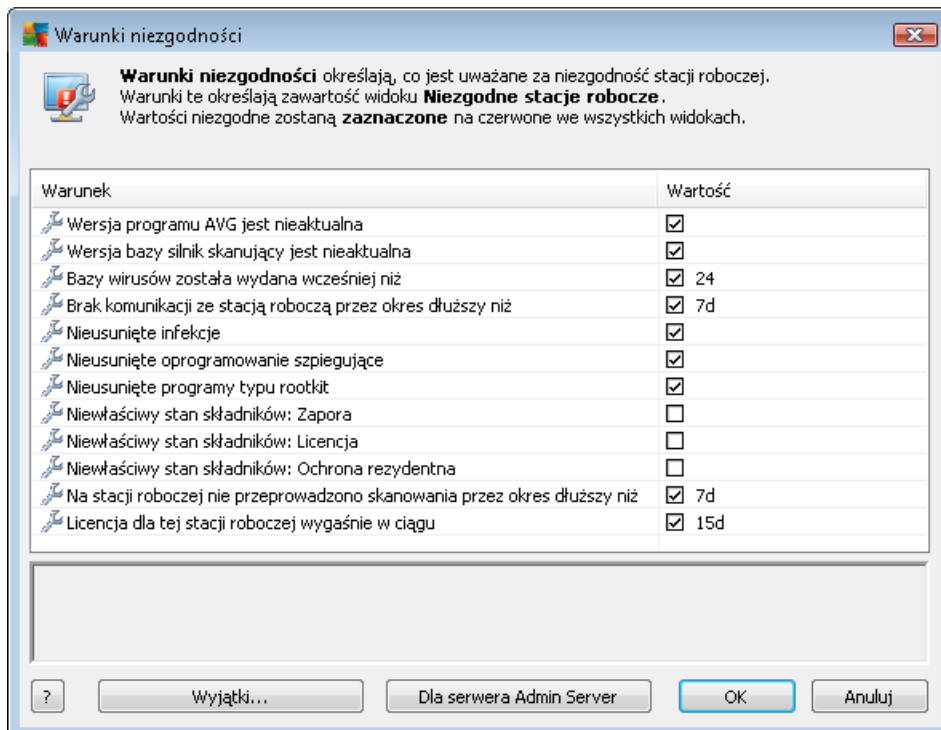 Warunki niezgodności
Warunki niezgodności określają, co jest uważane za niezgodność stacji roboczej.
Warunki te określają zawartość widoku Niezgodne stacje robocze.
Wartości niezgodne zostaną zaznaczone na czerwone we wszystkich widokach.
Warunek Wartość
Wersja programu AVG jest nieaktualna
Wersja bazy silnik skanujący jest nieaktualna
Bazy wirusów została wydana wcześniej niż 24
Brak komunikacji ze stacją roboczą przez okres dłuższy niż 7d
Nieusunięte infekcje
Nieusunięte oprogramowanie szpiegujące
Nieusunięte programy typu rootkit
Niewłaściwy stan składników: Zapora
Niewłaściwy stan składników: Licencja
Niewłaściwy stan składników: Ochrona rezydentna
Na stacji roboczej nie przeprowadzono skanowania przez okres dłuższy niż 7d
Licencja dla tej stacji roboczej wygaśnie w ciągu 15d
? Wyjątki... Dla serwera Admin Server OK Anuluj